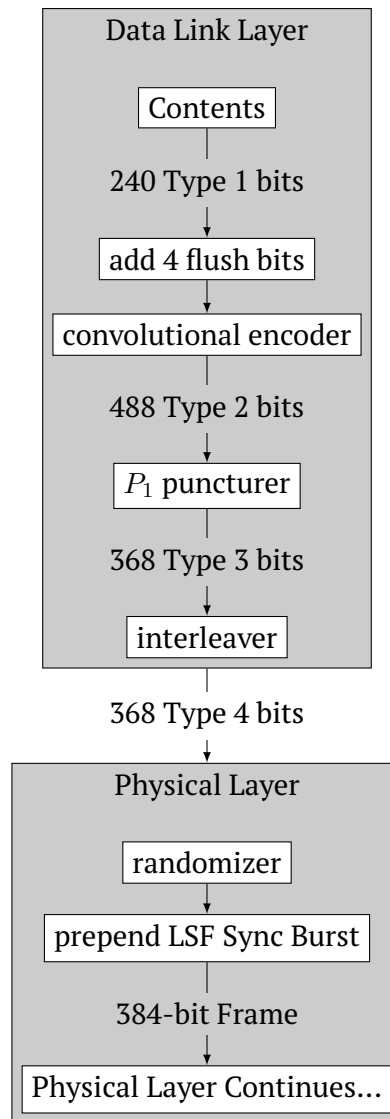 Data Link Layer
Contents
240 Type 1 bits
add 4 flush bits
convolutional encoder
488 Type 2 bits
P₁ puncturer
368 Type 3 bits
interleaver
368 Type 4 bits
Physical Layer
randomizer
prepend LSF Sync Burst
384-bit Frame
Physical Layer Continues...